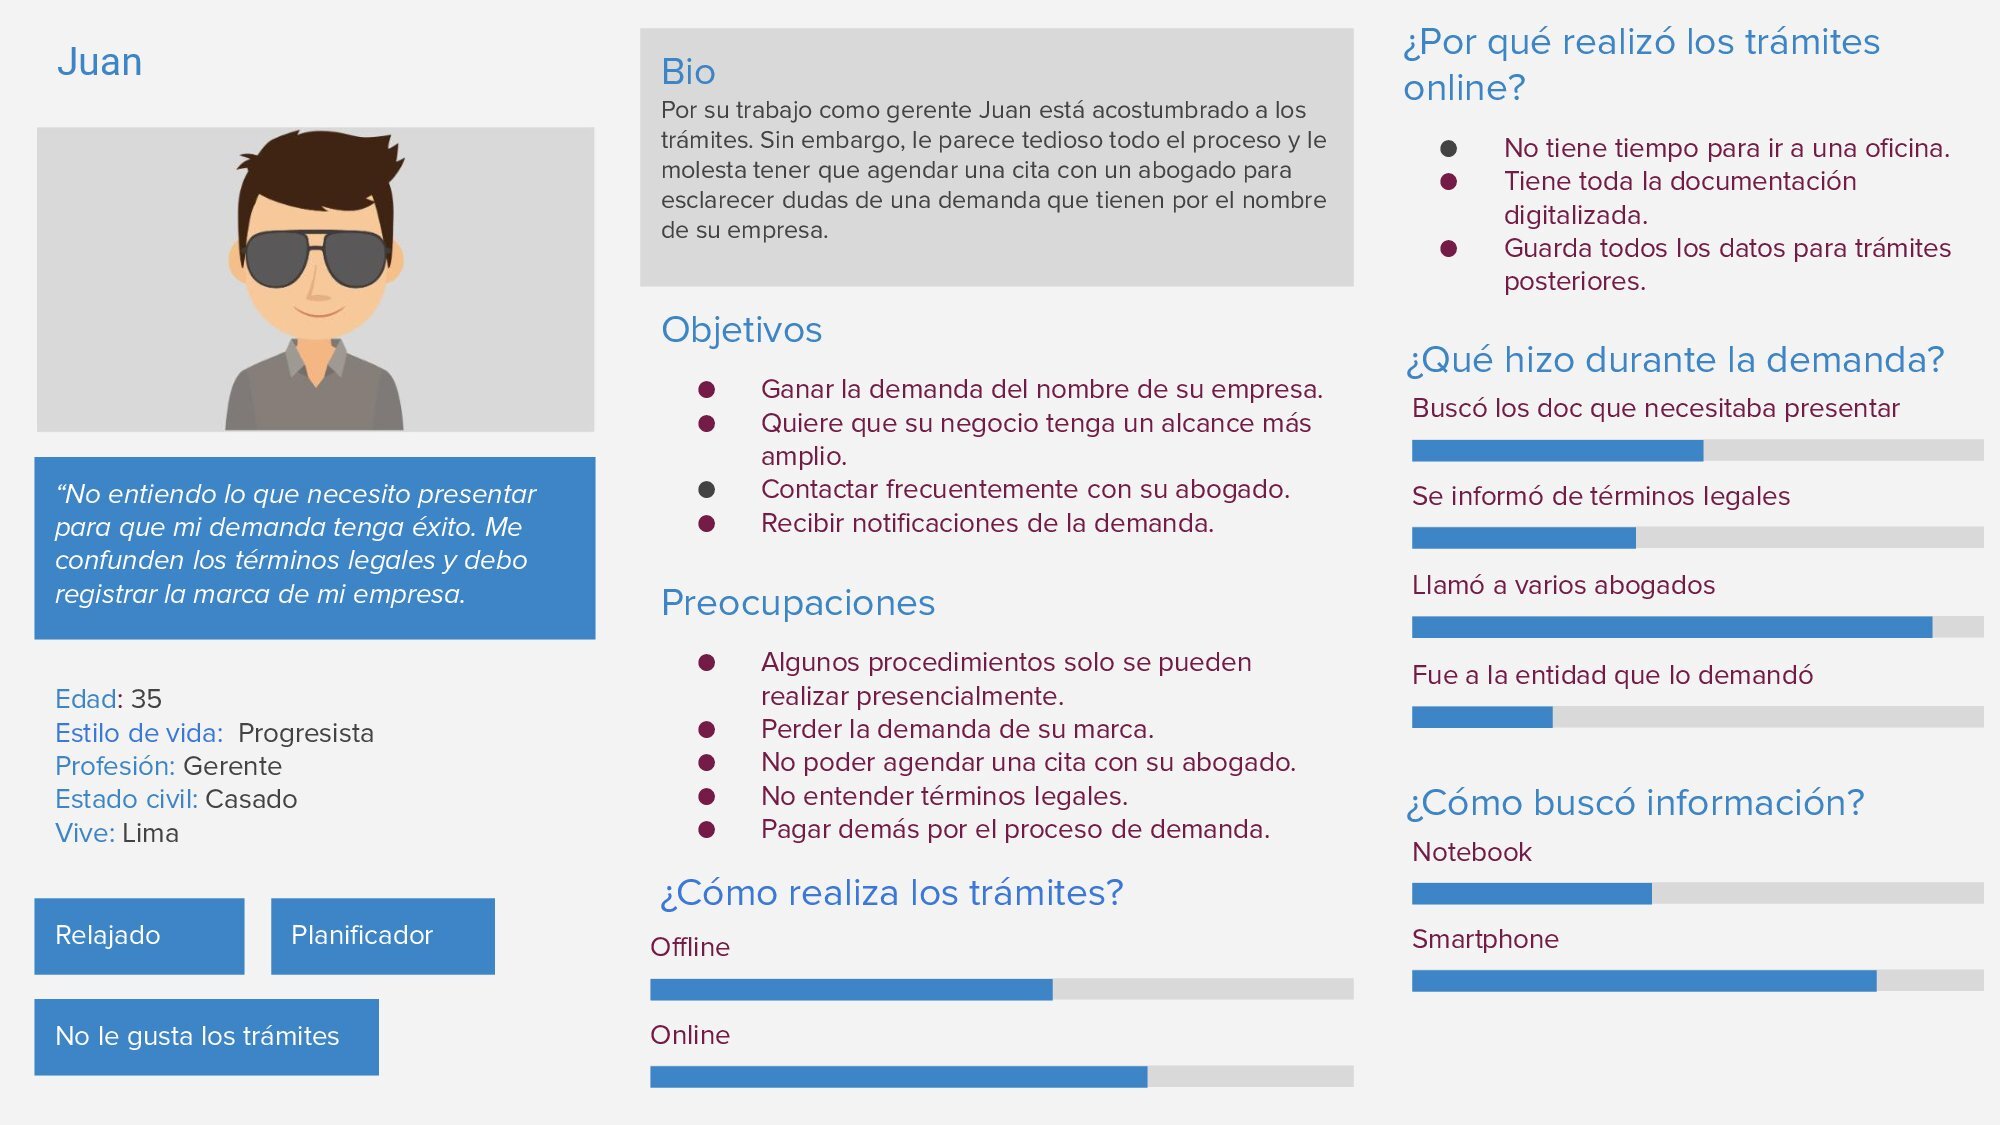 Juan
“No entiendo lo que necesito presentar
para que mi demanda tenga éxito. Me
confunden los términos legales y debo
registrar la marca de mi empresa.
Edad: 35
Estilo de vida:  Progresista
Profesión: Gerente
Estado civil: Casado
Vive: Lima
Relajado
Planificador
No le gusta los trámites
Bio
Por su trabajo como gerente Juan está acostumbrado a los
trámites. Sin embargo, le parece tedioso todo el proceso y le
molesta tener que agendar una cita con un abogado para
esclarecer dudas de una demanda que tienen por el nombre
de su empresa.
Objetivos
● Ganar la demanda del nombre de su empresa.
● Quiere que su negocio tenga un alcance más
amplio.
● Contactar frecuentemente con su abogado.
● Recibir notificaciones de la demanda.
Preocupaciones
● Algunos procedimientos solo se pueden
realizar presencialmente.
● Perder la demanda de su marca.
● No poder agendar una cita con su abogado.
● No entender términos legales.
● Pagar demás por el proceso de demanda.
¿Cómo realiza los trámites?
Offline
Online
¿Por qué realizó los trámites
online?
● No tiene tiempo para ir a una oficina.
● Tiene toda la documentación
digitalizada.
● Guarda todos los datos para trámites
posteriores.
¿Qué hizo durante la demanda?
Buscó los doc que necesitaba presentar
Se informó de términos legales
Llamó a varios abogados
Fue a la entidad que lo demandó
¿Cómo buscó información?
Notebook
Smartphone